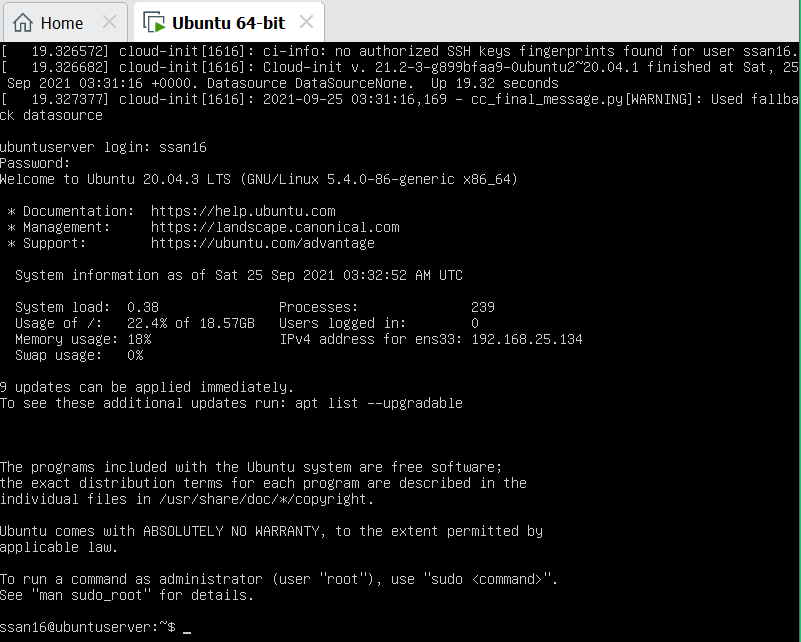 Home
Ubuntu 64-bit
[   19.326572] cloud-init[1616]: ci-info: no authorized SSH keys fingerprints found for user ssan16.
[   19.326682] cloud-init[1616]: Cloud-init v. 21.2-3-g899bfaa9-0ubuntu2~20.04.1 finished at Sat, 25
 Sep 2021 03:31:16 +0000. Datasource DataSourceNone.  Up 19.32 seconds
[   19.327377] cloud-init[1616]: 2021-09-25 03:31:16,169 - cc_final_message.py[WARNING]: Used fallba
ck datasource
ubuntuserver login: ssan16
Password:
Welcome to Ubuntu 20.04.3 LTS (GNU/Linux 5.4.0-86-generic x86_64)
 * Documentation:  https://help.ubuntu.com
 * Management:     https://landscape.canonical.com
 * Support:        https://ubuntu.com/advantage
  System information as of Sat 25 Sep 2021 03:32:52 AM UTC
  System load:  0.38               Processes:              239
  Usage of /:   22.4% of 18.57GB   Users logged in:        0
  Memory usage: 18%                IPv4 address for ens33: 192.168.25.134
  Swap usage:   0%
9 updates can be applied immediately.
To see these additional updates run: apt list --upgradable
The programs included with the Ubuntu system are free software;
the exact distribution terms for each program are described in the
individual files in /usr/share/doc/*/copyright.
Ubuntu comes with ABSOLUTELY NO WARRANTY, to the extent permitted by
applicable law.
To run a command as administrator (user "root"), use "sudo <command>".
See "man sudo_root" for details.
ssan16@ubuntuserver:~$ _